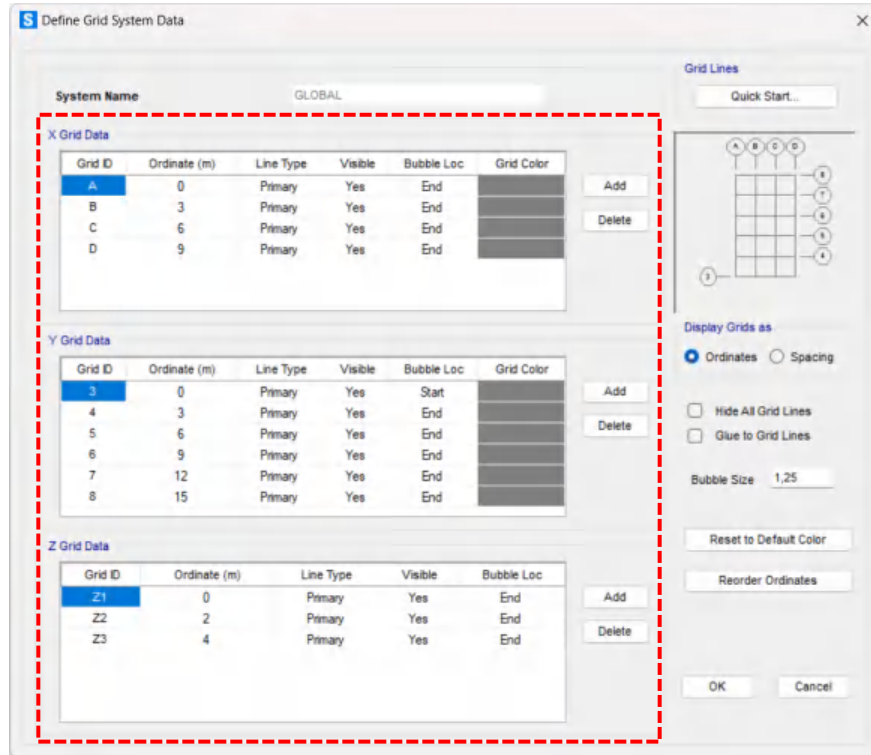 S Define Grid System Data
System Name GLOBAL
X Grid Data
Grid ID Ordinate (m) Line Type Visible Bubble Loc Grid Color
A 0 Primary Yes End
B 3 Primary Yes End
C 6 Primary Yes End
D 9 Primary Yes End
Add
Delete
Y Grid Data
Grid ID Ordinate (m) Line Type Visible Bubble Loc Grid Color
3 0 Primary Yes Start
4 3 Primary Yes End
5 6 Primary Yes End
6 9 Primary Yes End
7 12 Primary Yes End
8 15 Primary Yes End
Add
Delete
Z Grid Data
Grid ID Ordinate (m) Line Type Visible Bubble Loc
Z1 0 Primary Yes End
Z2 2 Primary Yes End
Z3 4 Primary Yes End
Add
Delete
Grid Lines
Quick Start...
A B C D
8
7
6
5
4
3
Display Grids as
Ordinates Spacing
Hide All Grid Lines
Glue to Grid Lines
Bubble Size 1,25
Reset to Default Color
Reorder Ordinates
OK Cancel